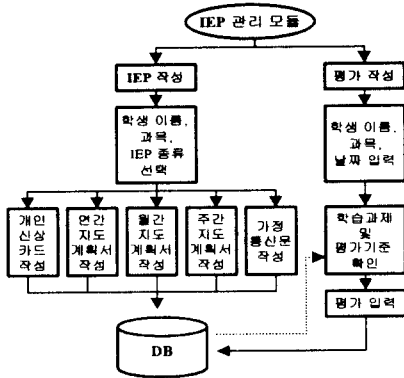 IEP 관리 모듈
IEP 작성
평가 작성
학생 이름,
과목,
IEP 종류
선택
학생 이름,
과목,
날짜 입력
개인
신상
카드
작성
연간
지도
계획서
작성
월간
지도
계획서
작성
주간
지도
계획서
작성
가정
통신문
작성
학습과제
및
평가기준
확인
평가 입력
DB